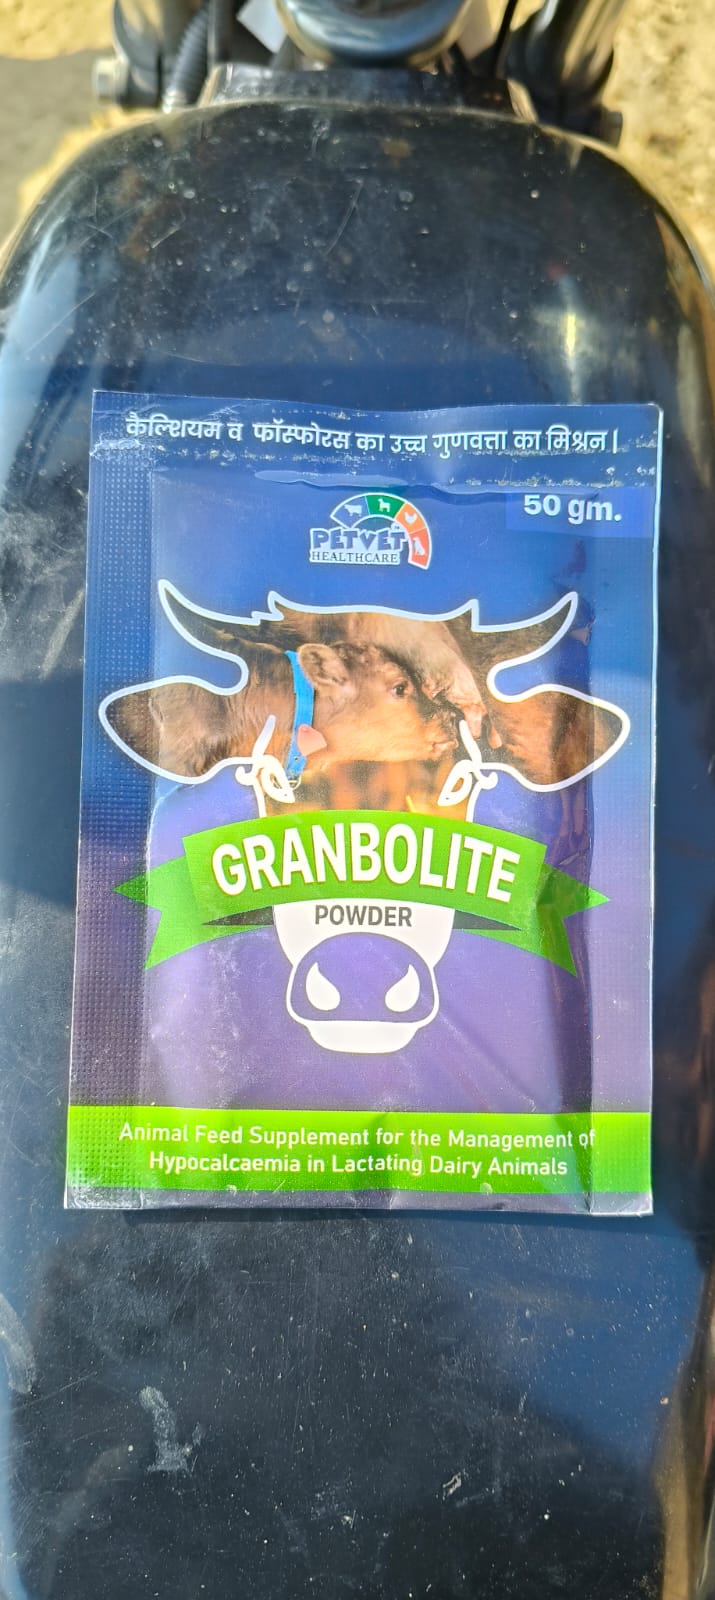 कैल्शियम व फॉस्फोरस का उच्च गुणवत्ता का मिश्रन।
50 gm.
PETVET™
HEALTHCARE
GRANBOLITE
POWDER
Animal Feed Supplement for the Management of
Hypocalcaemia in Lactating Dairy Animals